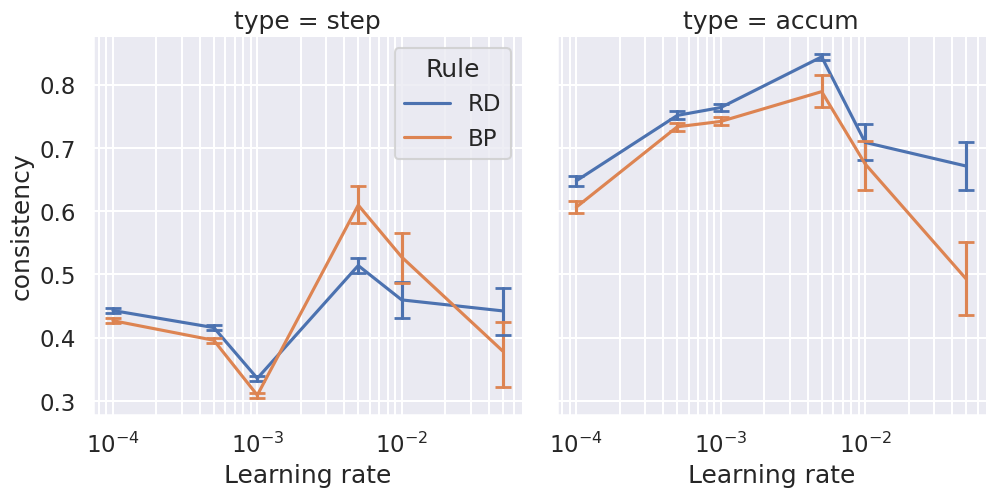 type = step
type = accum
Rule
RD
BP
consistency
0.8
0.7
0.6
0.5
0.4
0.3
10⁻⁴
10⁻³
10⁻²
10⁻⁴
10⁻³
10⁻²
Learning rate
Learning rate